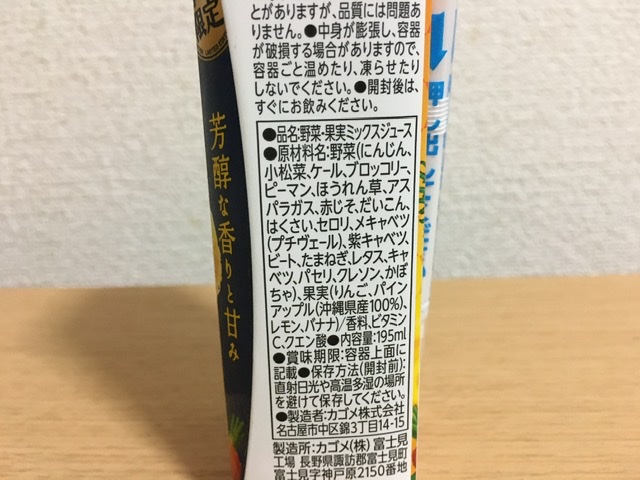 とがありますが、品質には問題あ
りません。●中身が膨張し、容器
が破損する場合がありますので、
容器ごと温めたり、凍らせたり
しないでください。●開封後は、
すぐにお飲みください。
●品名:野菜・果実ミックスジュース
●原材料名:野菜(にんじん、
小松菜、ケール、ブロッコリー、
ピーマン、ほうれん草、アス
パラガス、赤じそ、だいこん、
はくさい、セロリ、メキャベツ
(プチヴェール)、紫キャベツ、
ビート、たまねぎ、レタス、キャ
ベツ、パセリ、クレソン、かぼ
ちゃ)、果実(りんご、パイン
アップル(沖縄県産100%)、
レモン、バナナ)/香料、ビタミン
C、クエン酸●内容量:195ml
●賞味期限:容器上面に
記載●保存方法(開封前):
直射日光や高温多湿の場所
を避けて保存してください。
●製造者:カゴメ株式会社
名古屋市中区錦3丁目14-15
製造所:カゴメ(株)富士見
工場 長野県諏訪郡富士見町
富士見字神戸原2150番地
限定
芳醇な香りと甘み